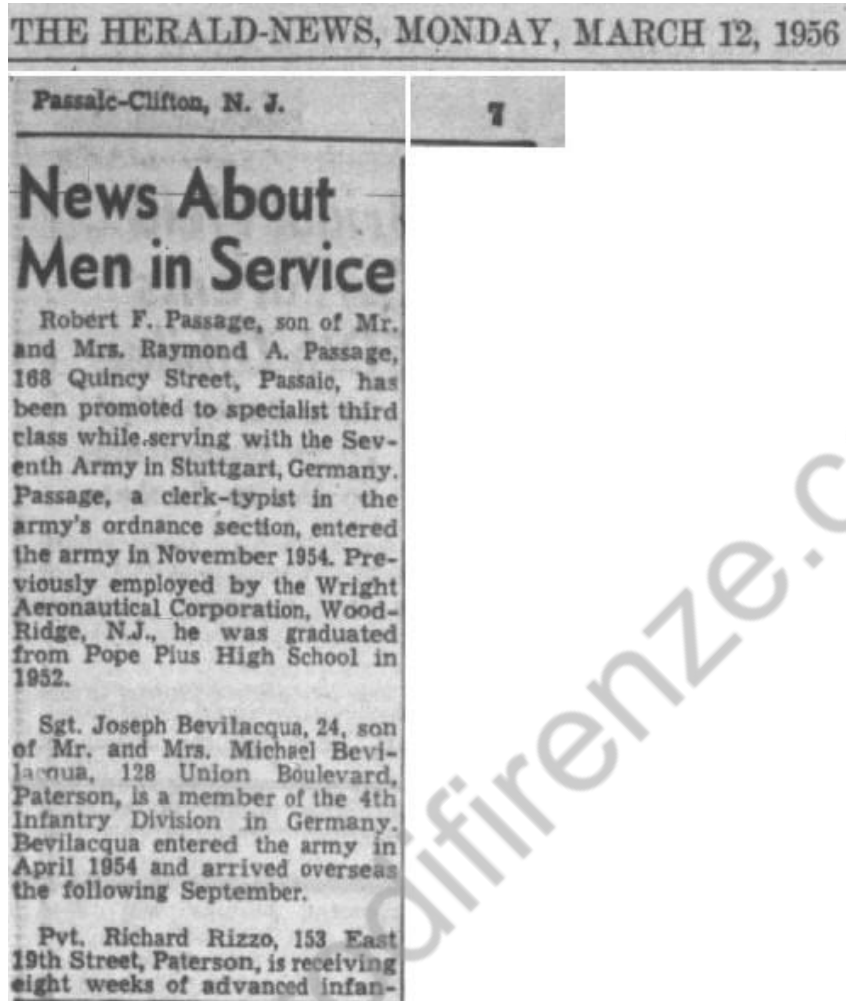 THE HERALD-NEWS, MONDAY, MARCH 12, 1956
Passaic-Clifton, N. J.
7
News About
Men in Service
Robert F. Passage, son of Mr.
and Mrs. Raymond A. Passage,
168 Quincy Street, Passaic, has
been promoted to specialist third
class while serving with the Sev-
enth Army in Stuttgart, Germany.
Passage, a clerk-typist in the
army's ordnance section, entered
the army in November 1954. Pre-
viously employed by the Wright
Aeronautical Corporation, Wood-
Ridge, N.J., he was graduated
from Pope Pius High School in
1952.
Sgt. Joseph Bevilacqua, 24, son
of Mr. and Mrs. Michael Bevi-
lacqua, 128 Union Boulevard,
Paterson, is a member of the 4th
Infantry Division in Germany.
Bevilacqua entered the army in
April 1954 and arrived overseas
the following September.
Pvt. Richard Rizzo, 153 East
19th Street, Paterson, is receiving
eight weeks of advanced infan-
difirenze.c